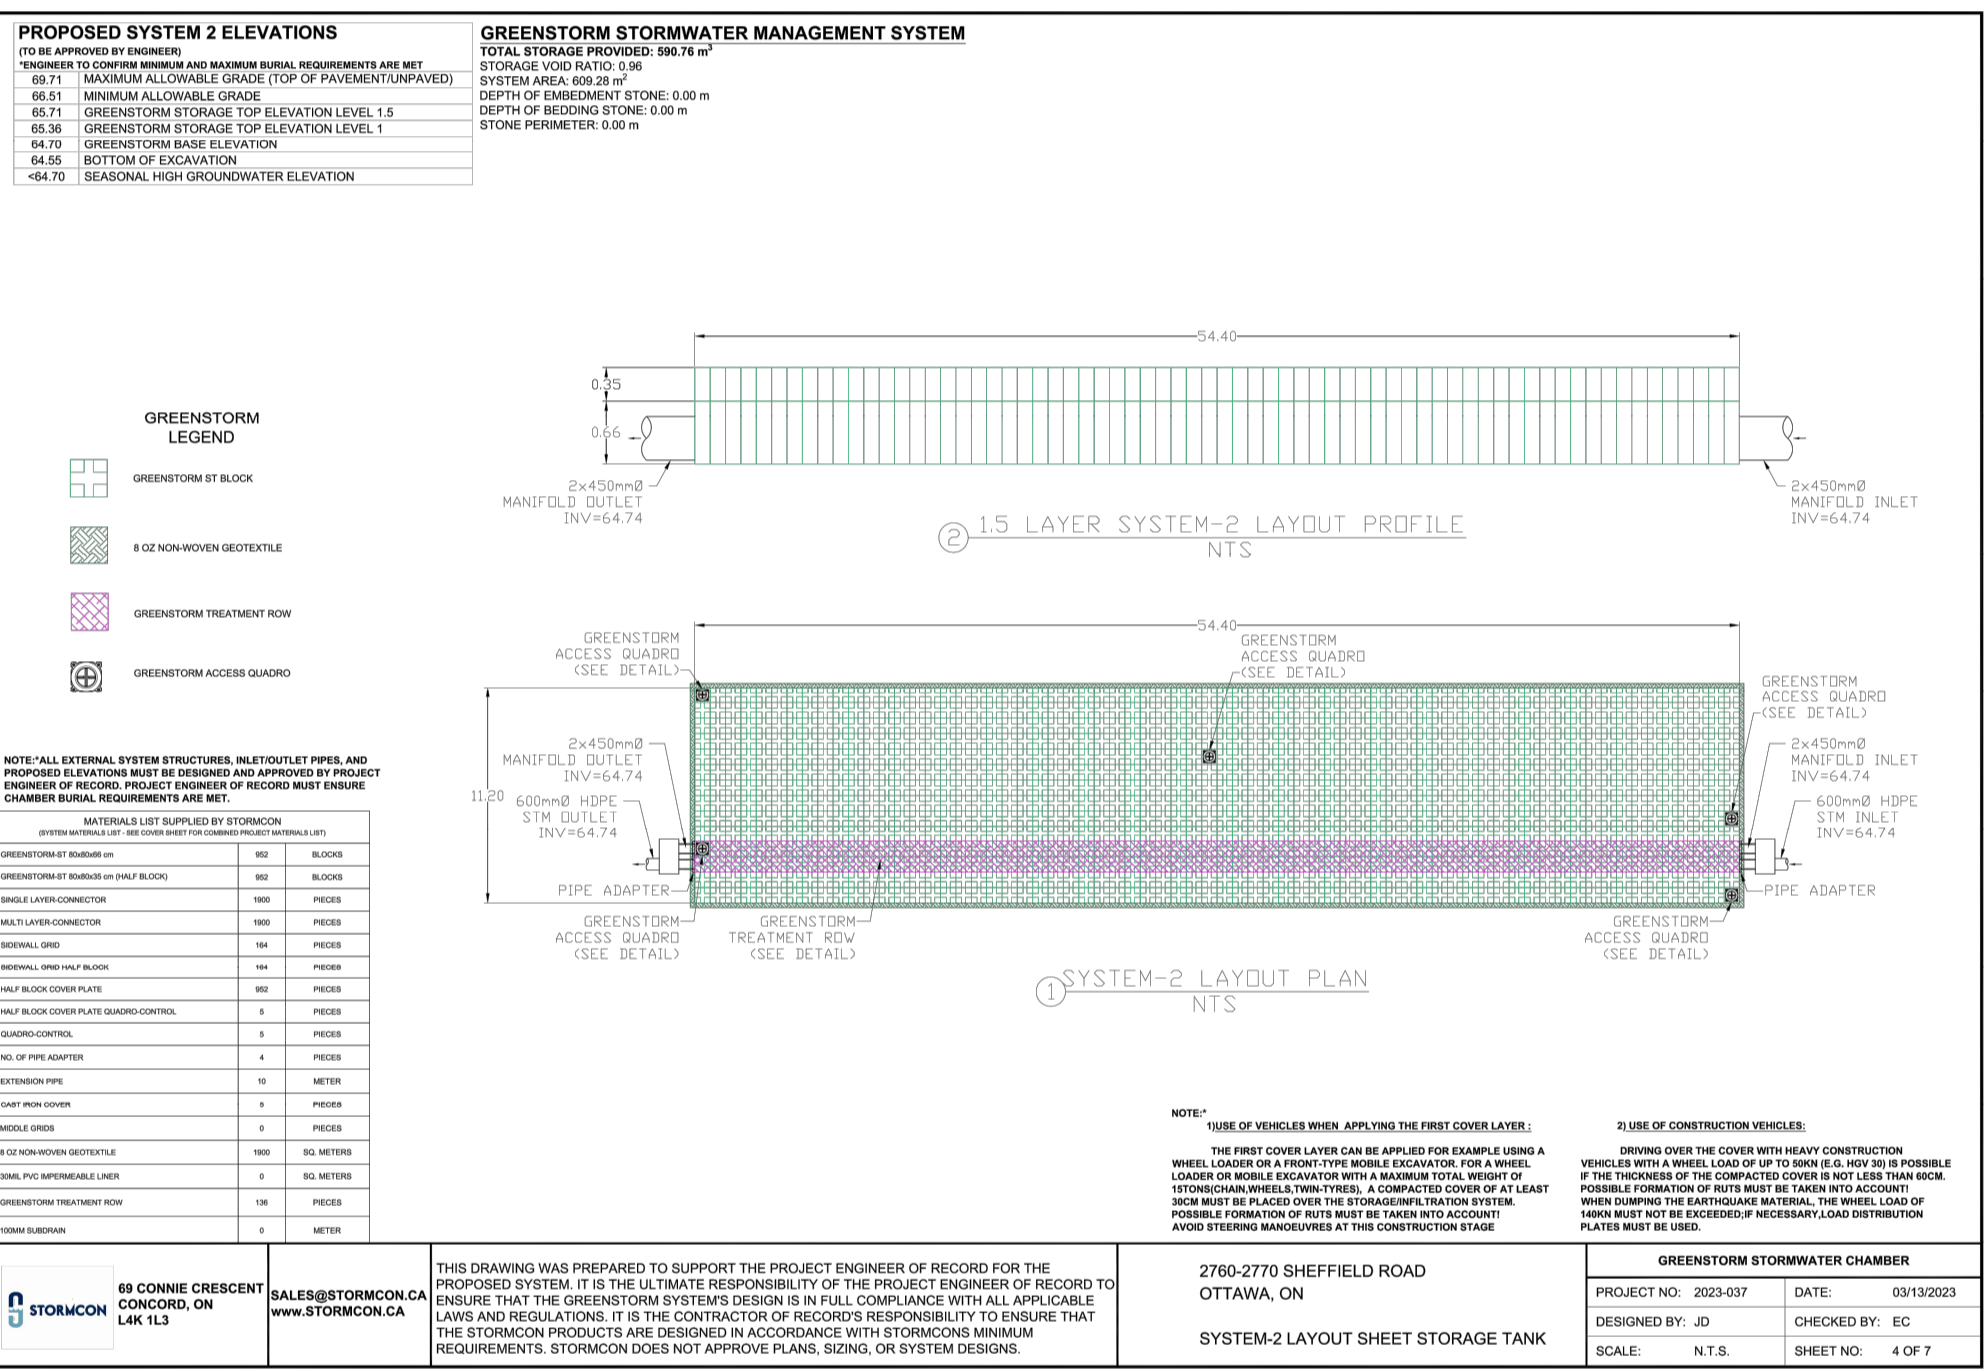 PROPOSED SYSTEM 2 ELEVATIONS
(TO BE APPROVED BY ENGINEER)
*ENGINEER TO CONFIRM MINIMUM AND MAXIMUM BURIAL REQUIREMENTS ARE MET
69.71 MAXIMUM ALLOWABLE GRADE (TOP OF PAVEMENT/UNPAVED)
66.51 MINIMUM ALLOWABLE GRADE
65.71 GREENSTORM STORAGE TOP ELEVATION LEVEL 1.5
65.36 GREENSTORM STORAGE TOP ELEVATION LEVEL 1
64.70 GREENSTORM BASE ELEVATION
64.55 BOTTOM OF EXCAVATION
<64.70 SEASONAL HIGH GROUNDWATER ELEVATION
GREENSTORM STORMWATER MANAGEMENT SYSTEM
TOTAL STORAGE PROVIDED: 590.76 m³
STORAGE VOID RATIO: 0.96
SYSTEM AREA: 609.28 m²
DEPTH OF EMBEDMENT STONE: 0.00 m
DEPTH OF BEDDING STONE: 0.00 m
STONE PERIMETER: 0.00 m
54.40
0.35
0.66
2x450mmØ
MANIFOLD OUTLET
INV=64.74
2x450mmØ
MANIFOLD INLET
INV=64.74
2 1.5 LAYER SYSTEM-2 LAYOUT PROFILE
NTS
GREENSTORM
LEGEND
GREENSTORM ST BLOCK
8 OZ NON-WOVEN GEOTEXTILE
GREENSTORM TREATMENT ROW
GREENSTORM ACCESS QUADRO
54.40
GREENSTORM
ACCESS QUADRO
(SEE DETAIL)
GREENSTORM
ACCESS QUADRO
(SEE DETAIL)
GREENSTORM
ACCESS QUADRO
(SEE DETAIL)
2x450mmØ
MANIFOLD OUTLET
INV=64.74
11.20
600mmØ HDPE
STM OUTLET
INV=64.74
PIPE ADAPTER
GREENSTORM
ACCESS QUADRO
(SEE DETAIL)
GREENSTORM
TREATMENT ROW
(SEE DETAIL)
2x450mmØ
MANIFOLD INLET
INV=64.74
600mmØ HDPE
STM INLET
INV=64.74
PIPE ADAPTER
GREENSTORM
ACCESS QUADRO
(SEE DETAIL)
1 SYSTEM-2 LAYOUT PLAN
NTS
NOTE:*ALL EXTERNAL SYSTEM STRUCTURES, INLET/OUTLET PIPES, AND
PROPOSED ELEVATIONS MUST BE DESIGNED AND APPROVED BY PROJECT
ENGINEER OF RECORD. PROJECT ENGINEER OF RECORD MUST ENSURE
CHAMBER BURIAL REQUIREMENTS ARE MET.
MATERIALS LIST SUPPLIED BY STORMCON
(SYSTEM MATERIALS LIST - SEE COVER SHEET FOR COMBINED PROJECT MATERIALS LIST)
GREENSTORM-ST 80x80x66 cm 952 BLOCKS
GREENSTORM-ST 80x80x35 cm (HALF BLOCK) 952 BLOCKS
SINGLE LAYER-CONNECTOR 1900 PIECES
MULTI LAYER-CONNECTOR 1900 PIECES
SIDEWALL GRID 164 PIECES
SIDEWALL GRID HALF BLOCK 164 PIECES
HALF BLOCK COVER PLATE 952 PIECES
HALF BLOCK COVER PLATE QUADRO-CONTROL 5 PIECES
QUADRO-CONTROL 5 PIECES
NO. OF PIPE ADAPTER 4 PIECES
EXTENSION PIPE 10 METER
CAST IRON COVER 5 PIECES
MIDDLE GRIDS 0 PIECES
8 OZ NON-WOVEN GEOTEXTILE 1900 SQ. METERS
30MIL PVC IMPERMEABLE LINER 0 SQ. METERS
GREENSTORM TREATMENT ROW 136 PIECES
100MM SUBDRAIN 0 METER
NOTE:*
1)USE OF VEHICLES WHEN APPLYING THE FIRST COVER LAYER :
THE FIRST COVER LAYER CAN BE APPLIED FOR EXAMPLE USING A
WHEEL LOADER OR A FRONT-TYPE MOBILE EXCAVATOR. FOR A WHEEL
LOADER OR MOBILE EXCAVATOR WITH A MAXIMUM TOTAL WEIGHT Of
15TONS(CHAIN,WHEELS,TWIN-TYRES), A COMPACTED COVER OF AT LEAST
30CM MUST BE PLACED OVER THE STORAGE/INFILTRATION SYSTEM.
POSSIBLE FORMATION OF RUTS MUST BE TAKEN INTO ACCOUNT!
AVOID STEERING MANOEUVRES AT THIS CONSTRUCTION STAGE
2) USE OF CONSTRUCTION VEHICLES:
DRIVING OVER THE COVER WITH HEAVY CONSTRUCTION
VEHICLES WITH A WHEEL LOAD OF UP TO 50KN (E.G. HGV 30) IS POSSIBLE
IF THE THICKNESS OF THE COMPACTED COVER IS NOT LESS THAN 60CM.
POSSIBLE FORMATION OF RUTS MUST BE TAKEN INTO ACCOUNT!
WHEN DUMPING THE EARTHQUAKE MATERIAL, THE WHEEL LOAD OF
140KN MUST NOT BE EXCEEDED;IF NECESSARY,LOAD DISTRIBUTION
PLATES MUST BE USED.
STORMCON
69 CONNIE CRESCENT
CONCORD, ON
L4K 1L3
SALES@STORMCON.CA
www.STORMCON.CA
THIS DRAWING WAS PREPARED TO SUPPORT THE PROJECT ENGINEER OF RECORD FOR THE
PROPOSED SYSTEM. IT IS THE ULTIMATE RESPONSIBILITY OF THE PROJECT ENGINEER OF RECORD TO
ENSURE THAT THE GREENSTORM SYSTEM'S DESIGN IS IN FULL COMPLIANCE WITH ALL APPLICABLE
LAWS AND REGULATIONS. IT IS THE CONTRACTOR OF RECORD'S RESPONSIBILITY TO ENSURE THAT
THE STORMCON PRODUCTS ARE DESIGNED IN ACCORDANCE WITH STORMCONS MINIMUM
REQUIREMENTS. STORMCON DOES NOT APPROVE PLANS, SIZING, OR SYSTEM DESIGNS.
2760-2770 SHEFFIELD ROAD
OTTAWA, ON
SYSTEM-2 LAYOUT SHEET STORAGE TANK
GREENSTORM STORMWATER CHAMBER
PROJECT NO: 2023-037 DATE: 03/13/2023
DESIGNED BY: JD CHECKED BY: EC
SCALE: N.T.S. SHEET NO: 4 OF 7